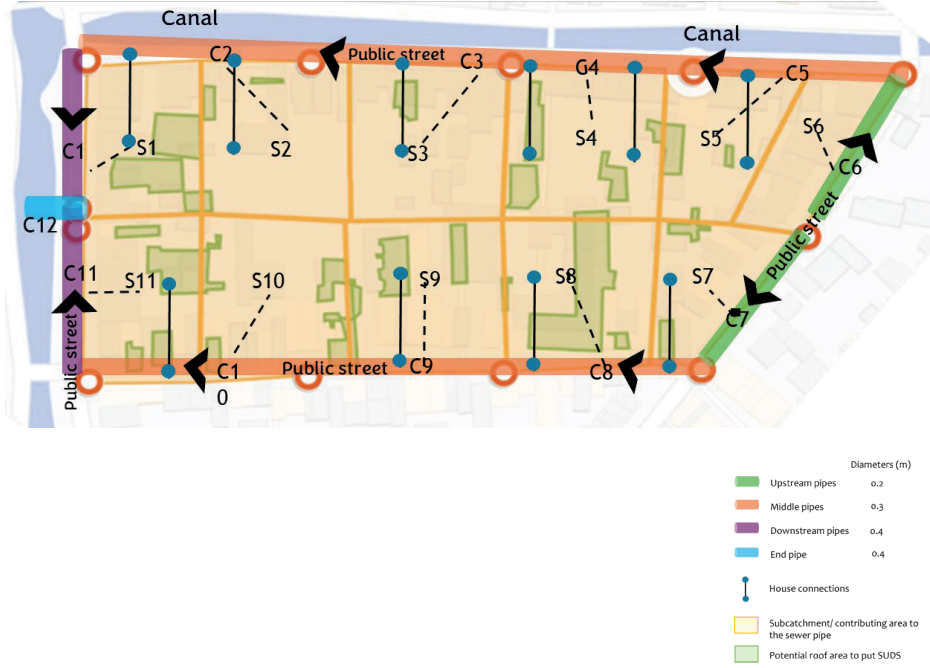 Canal
Canal
C2
Public street
C3
G4
C5
C1
S1
S2
S3
S4
S5
S6
C6
Public street
C12
C11
S11
S10
S9
S8
S7
C7
Public street
C1
0
Public street
C9
C8
Diameters (m)
Upstream pipes 0.2
Middle pipes 0.3
Downstream pipes 0.4
End pipe 0.4
House connections
Subcatchment/ contributing area to
the sewer pipe
Potential roof area to put SUDS